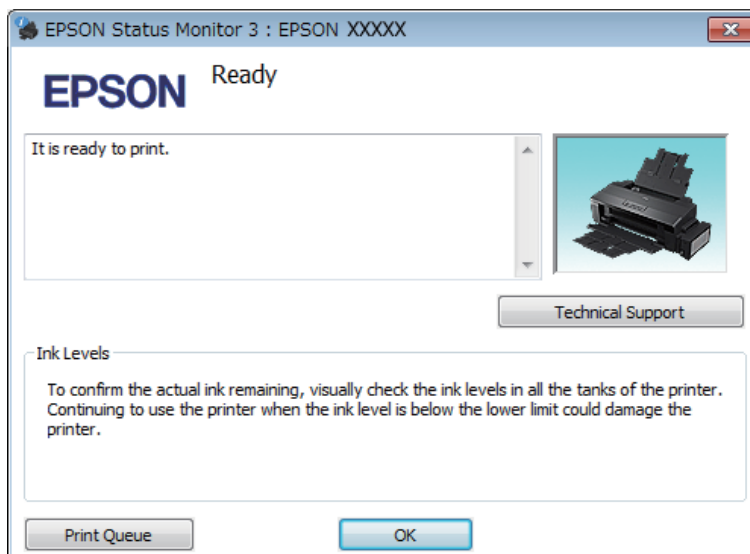 EPSON Status Monitor 3 : EPSON XXXXX
EPSON
Ready
It is ready to print.
Technical Support
Ink Levels
To confirm the actual ink remaining, visually check the ink levels in all the tanks of the printer.
Continuing to use the printer when the ink level is below the lower limit could damage the
printer.
Print Queue
OK